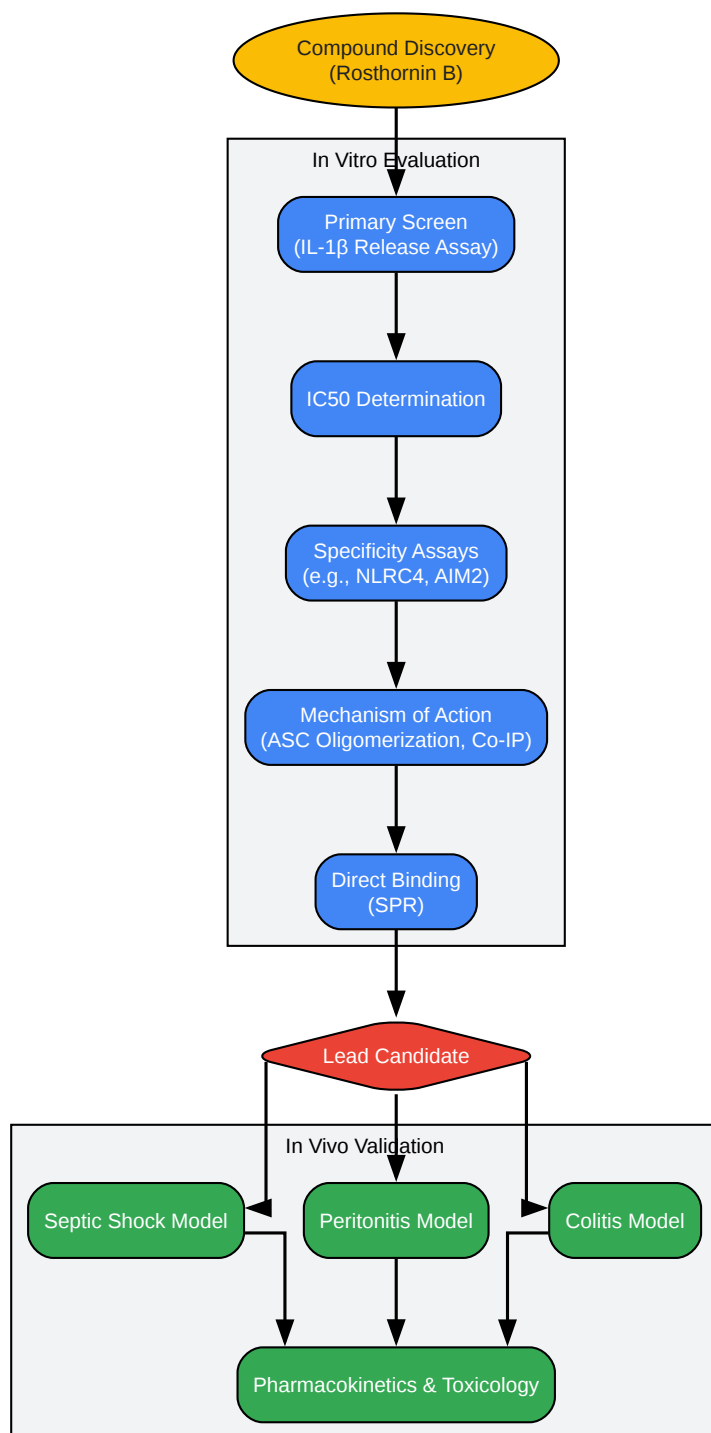 Compound Discovery
(Rosthornin B)
In Vitro Evaluation
Primary Screen
(IL-1β Release Assay)
IC50 Determination
Specificity Assays
(e.g., NLRC4, AIM2)
Mechanism of Action
(ASC Oligomerization, Co-IP)
Direct Binding
(SPR)
Lead Candidate
In Vivo Validation
Septic Shock Model
Peritonitis Model
Colitis Model
Pharmacokinetics & Toxicology